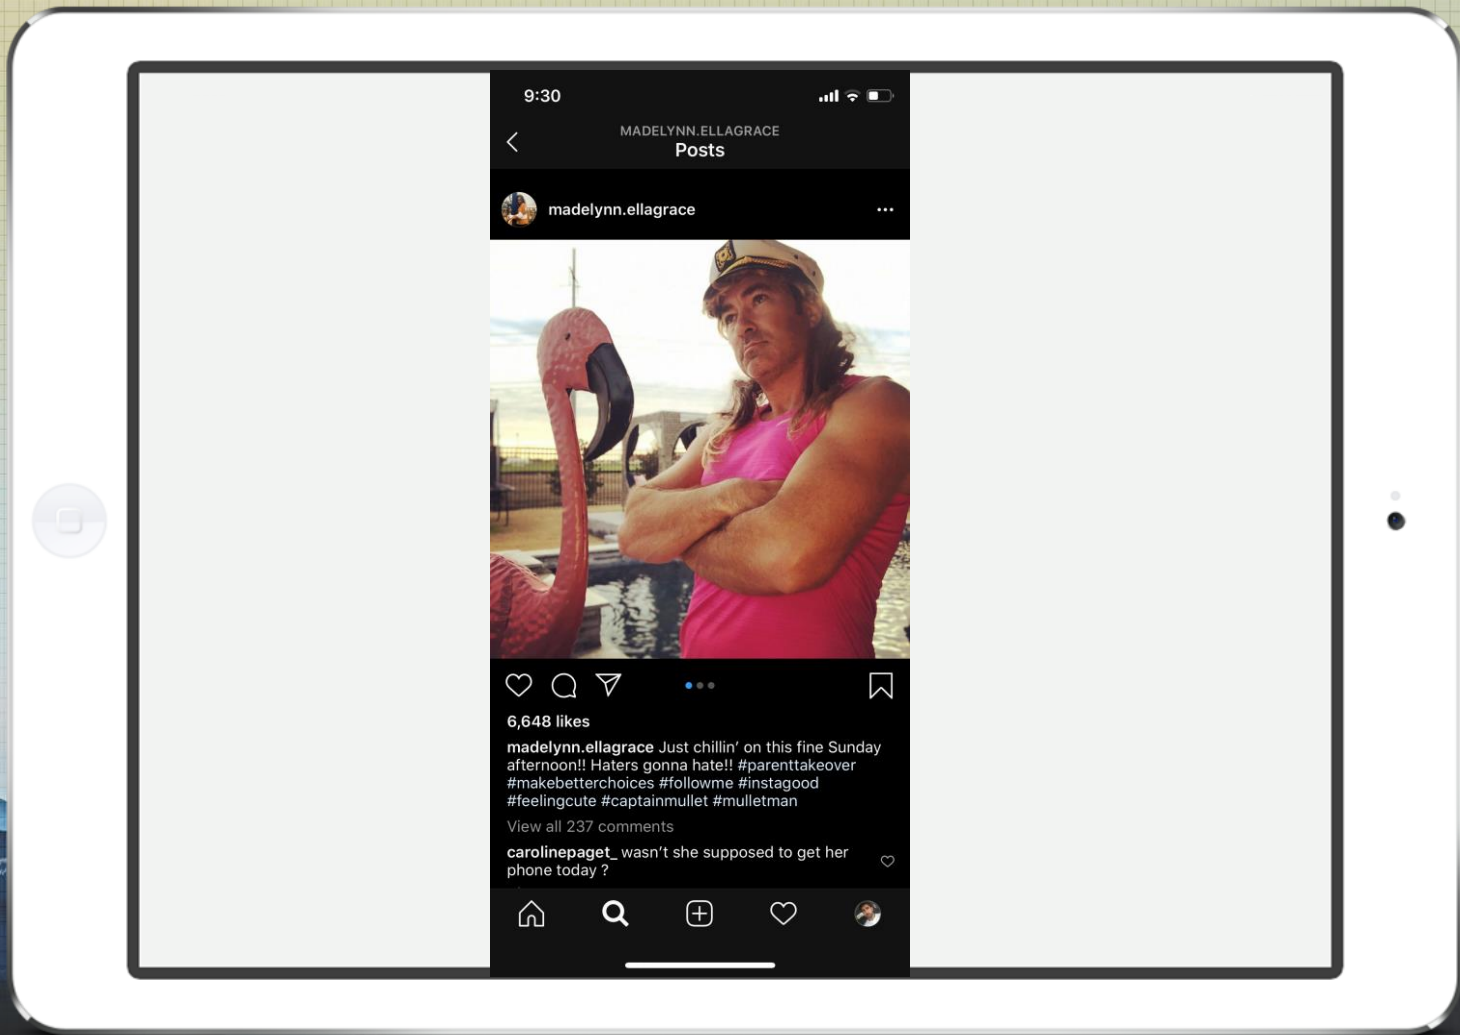 9:30
MADELYNN.ELLAGRACE
Posts
madelynn.ellagrace
6,648 likes
madelynn.ellagrace Just chillin’ on this fine Sunday
afternoon!! Haters gonna hate!! #parenttakeover
#makebetterchoices #followme #instagood
#feelingcute #captainmullet #mulletman
View all 237 comments
carolinepaget_ wasn’t she supposed to get her
phone today ?